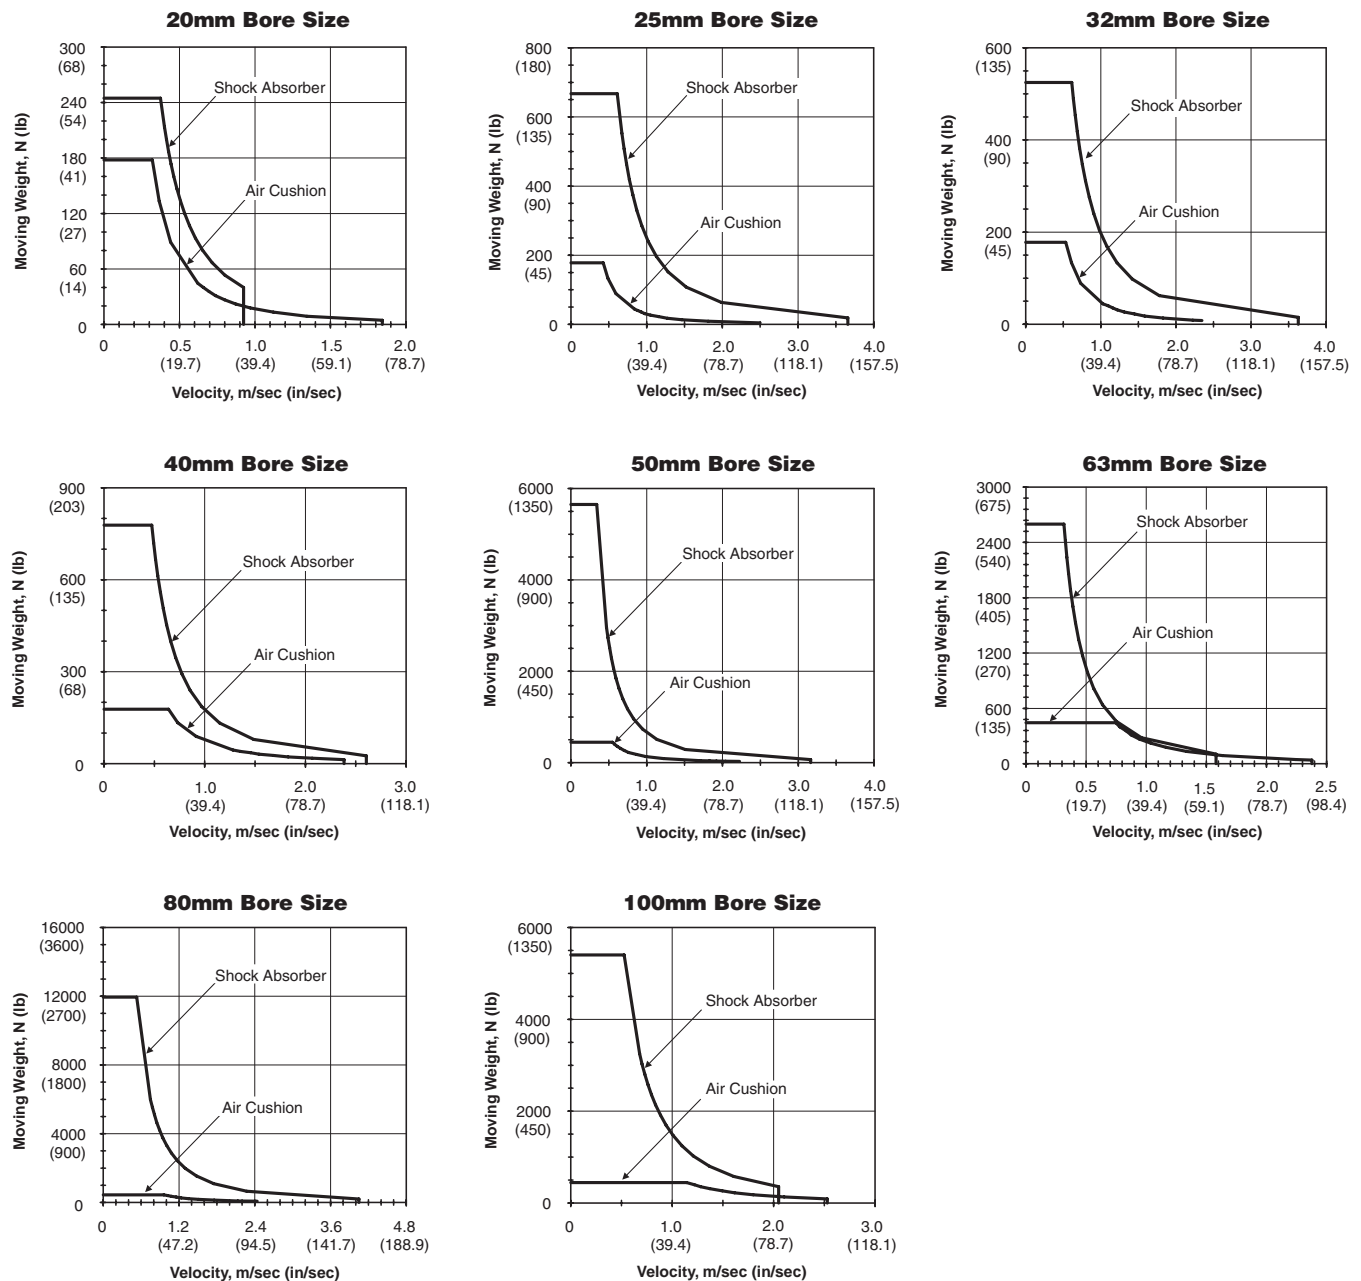 20mm Bore Size
Moving Weight, N (lb)
300
(68)
240
(54)
180
(41)
120
(27)
60
(14)
0
Shock Absorber
Air Cushion
0 0.5 1.0 1.5 2.0
(19.7) (39.4) (59.1) (78.7)
Velocity, m/sec (in/sec)
25mm Bore Size
Moving Weight, N (lb)
800
(180)
600
(135)
400
(90)
200
(45)
0
Shock Absorber
Air Cushion
0 1.0 2.0 3.0 4.0
(39.4) (78.7) (118.1) (157.5)
Velocity, m/sec (in/sec)
32mm Bore Size
Moving Weight, N (lb)
600
(135)
400
(90)
200
(45)
0
Shock Absorber
Air Cushion
0 1.0 2.0 3.0 4.0
(39.4) (78.7) (118.1) (157.5)
Velocity, m/sec (in/sec)
40mm Bore Size
Moving Weight, N (lb)
900
(203)
600
(135)
300
(68)
0
Shock Absorber
Air Cushion
0 1.0 2.0 3.0
(39.4) (78.7) (118.1)
Velocity, m/sec (in/sec)
50mm Bore Size
Moving Weight, N (lb)
6000
(1350)
4000
(900)
2000
(450)
0
Shock Absorber
Air Cushion
0 1.0 2.0 3.0 4.0
(39.4) (78.7) (118.1) (157.5)
Velocity, m/sec (in/sec)
63mm Bore Size
Moving Weight, N (lb)
3000
(675)
2400
(540)
1800
(405)
1200
(270)
600
(135)
0
Shock Absorber
Air Cushion
0 0.5 1.0 1.5 2.0 2.5
(19.7) (39.4) (59.1) (78.7) (98.4)
Velocity, m/sec (in/sec)
80mm Bore Size
Moving Weight, N (lb)
16000
(3600)
12000
(2700)
8000
(1800)
4000
(900)
0
Shock Absorber
Air Cushion
0 1.2 2.4 3.6 4.8
(47.2) (94.5) (141.7) (188.9)
Velocity, m/sec (in/sec)
100mm Bore Size
Moving Weight, N (lb)
6000
(1350)
4000
(900)
2000
(450)
0
Shock Absorber
Air Cushion
0 1.0 2.0 3.0
(39.4) (78.7) (118.1)
Velocity, m/sec (in/sec)